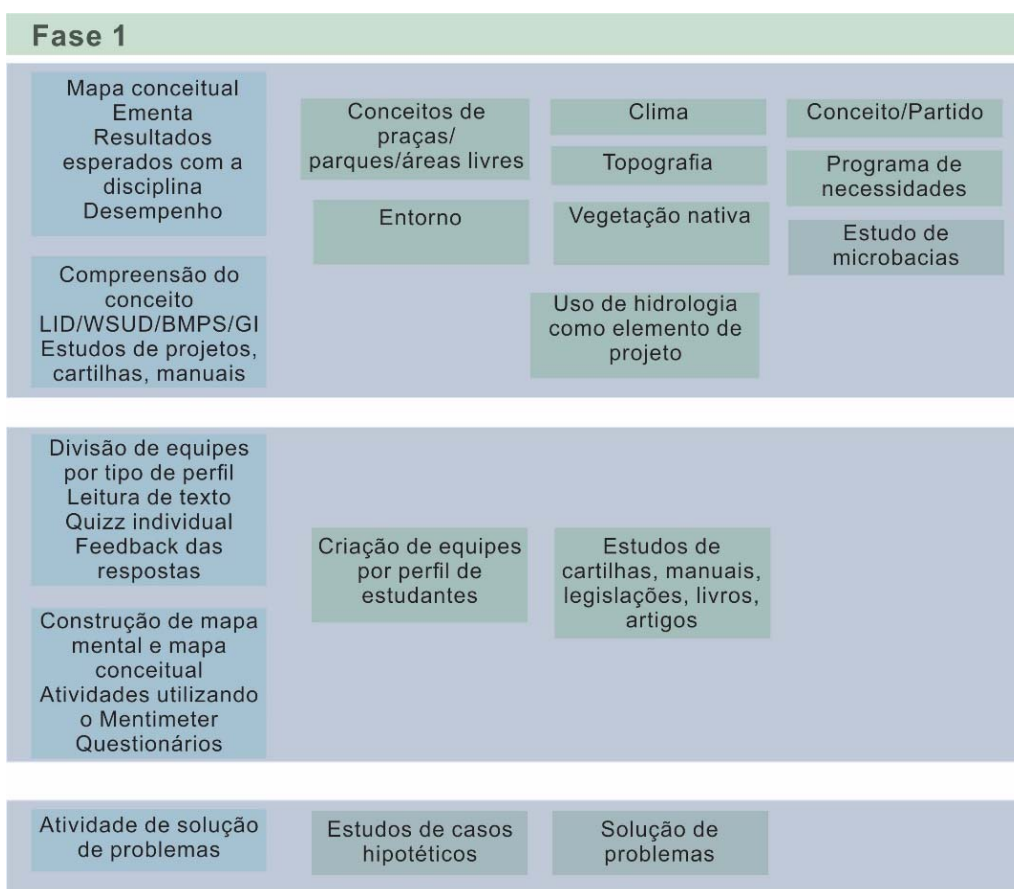 Fase 1
Mapa conceitual
Ementa
Resultados
esperados com a
disciplina
Desempenho
Compreensão do
conceito
LID/WSUD/BMPS/GI
Estudos de projetos,
cartilhas, manuais
Conceitos de
praças/
parques/áreas livres
Entorno
Clima
Topografia
Vegetação nativa
Uso de hidrologia
como elemento de
projeto
Conceito/Partido
Programa de
necessidades
Estudo de
microbacias
Divisão de equipes
por tipo de perfil
Leitura de texto
Quizz individual
Feedback das
respostas
Construção de mapa
mental e mapa
conceitual
Atividades utilizando
o Mentimeter
Questionários
Criação de equipes
por perfil de
estudantes
Estudos de
cartilhas, manuais,
legislações, livros,
artigos
Atividade de solução
de problemas
Estudos de casos
hipotéticos
Solução de
problemas